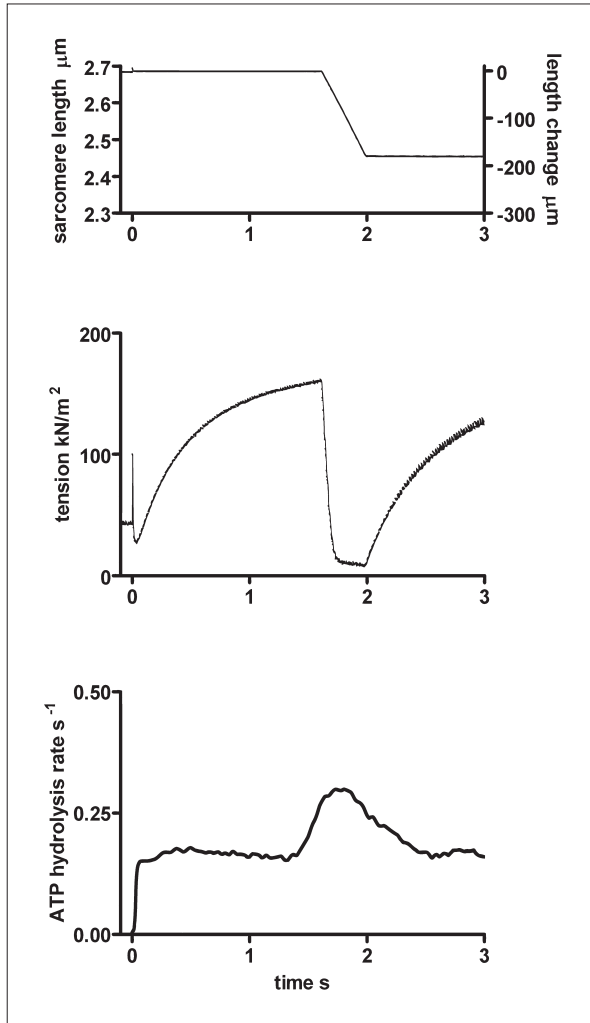 sarcomere length μm
2.7
2.6
2.5
2.4
2.3
0
-100
-200
-300
length change μm
0 1 2 3
tension kN/m²
200
100
0
0 1 2 3
ATP hydrolysis rate s⁻¹
0.50
0.25
0.00
0 1 2 3
time s